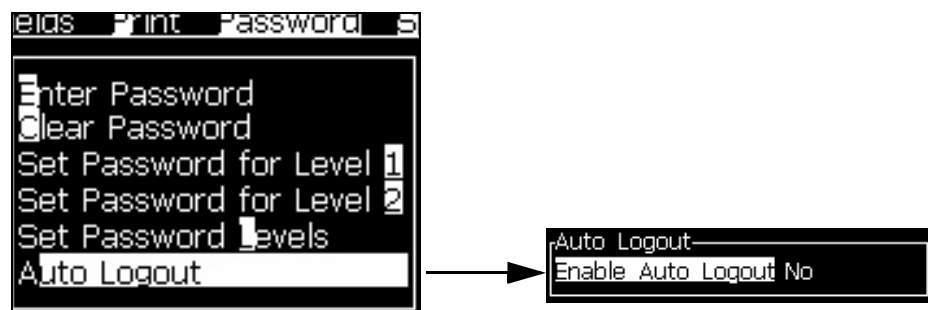 elds Print Password S
Enter Password
Clear Password
Set Password for Level 1
Set Password for Level 2
Set Password Levels
Auto Logout
Auto Logout
Enable Auto Logout No